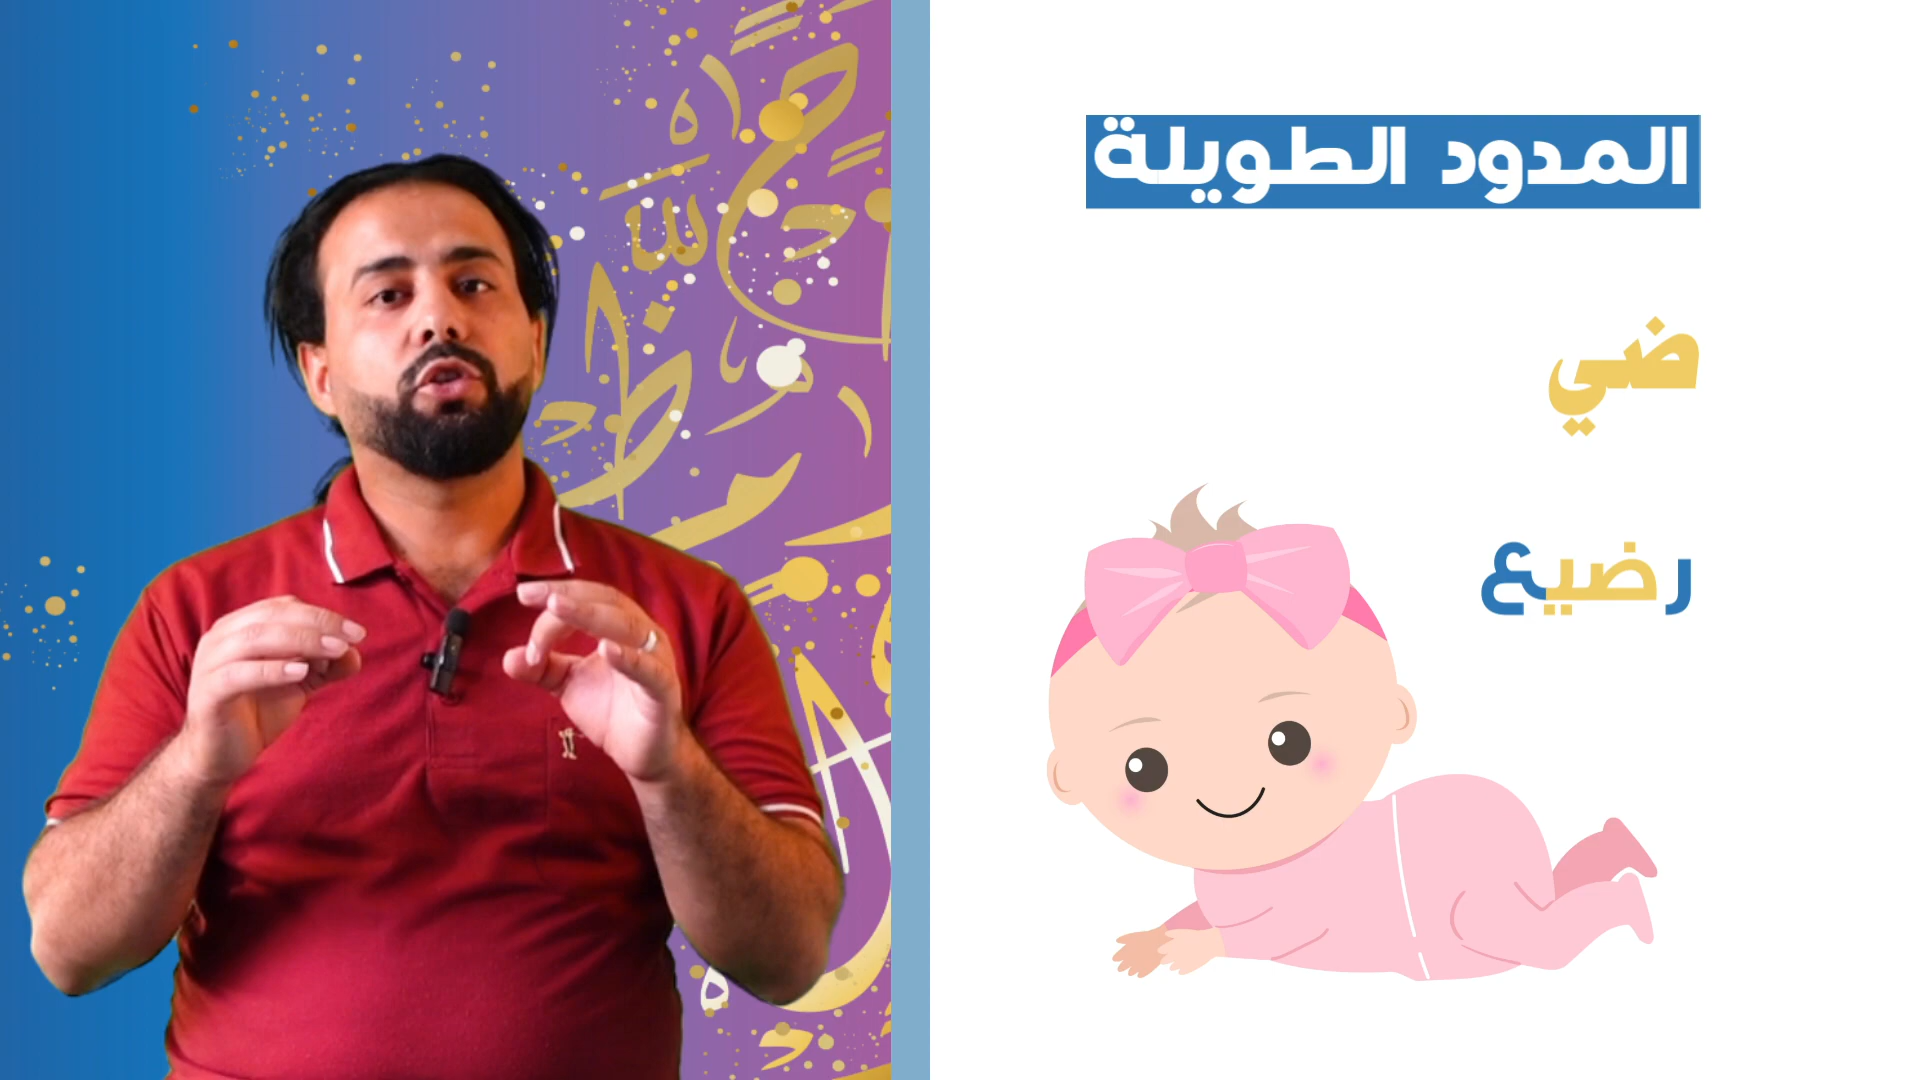 المدود الطويلة
ضي
رضيع